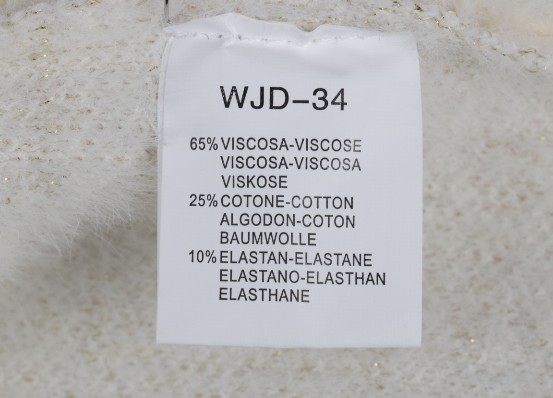 WJD-34
65% VISCOSA-VISCOSE
VISCOSA-VISCOSA
VISKOSE
25% COTONE-COTTON
ALGODON-COTON
BAUMWOLLE
10% ELASTAN-ELASTANE
ELASTANO-ELASTHAN
ELASTHANE